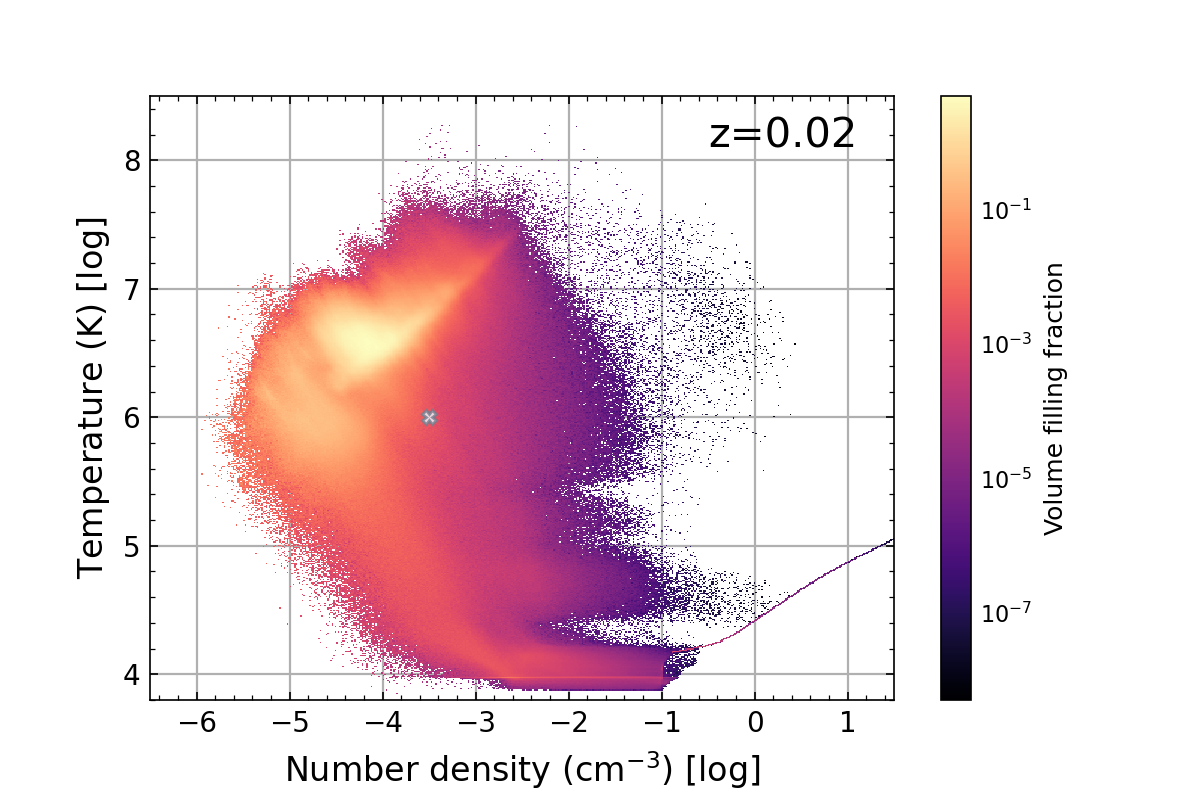 z=0.02
8
7
6
5
4
Temperature (K) [log]
−6 −5 −4 −3 −2 −1 0 1
Number density (cm⁻³) [log]
10⁻¹
10⁻³
10⁻⁵
10⁻⁷
Volume filling fraction